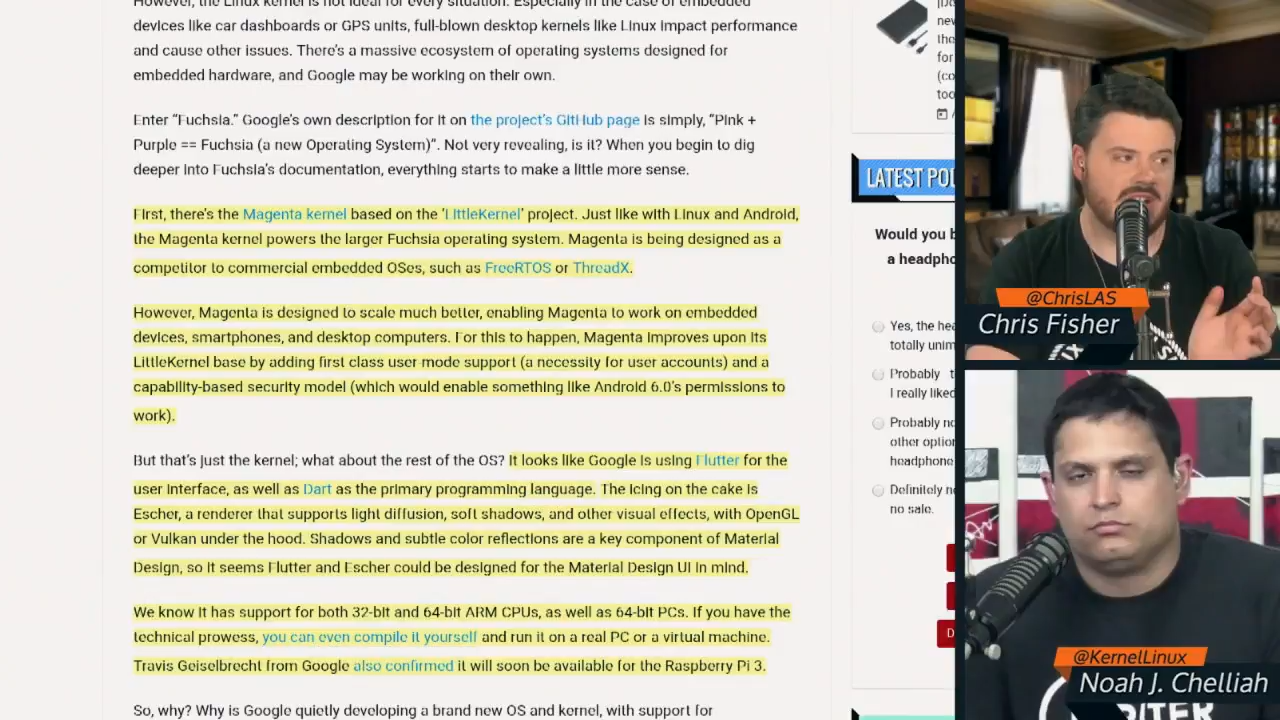 However, the Linux kernel is not ideal for every situation. Especially in the case of embedded
devices like car dashboards or GPS units, full-blown desktop kernels like Linux impact performance
and cause other issues. There's a massive ecosystem of operating systems designed for
embedded hardware, and Google may be working on their own.
Enter “Fuchsia.” Google's own description for it on the project's GitHub page is simply, “Pink +
Purple == Fuchsia (a new Operating System)”. Not very revealing, is it? When you begin to dig
deeper into Fuchsia's documentation, everything starts to make a little more sense.
First, there's the Magenta kernel based on the 'LittleKernel' project. Just like with Linux and Android,
the Magenta kernel powers the larger Fuchsia operating system. Magenta is being designed as a
competitor to commercial embedded OSes, such as FreeRTOS or ThreadX.
However, Magenta is designed to scale much better, enabling Magenta to work on embedded
devices, smartphones, and desktop computers. For this to happen, Magenta improves upon its
LittleKernel base by adding first class user-mode support (a necessity for user accounts) and a
capability-based security model (which would enable something like Android 6.0's permissions to
work).
But that's just the kernel; what about the rest of the OS? It looks like Google is using Flutter for the
user interface, as well as Dart as the primary programming language. The icing on the cake is
Escher, a renderer that supports light diffusion, soft shadows, and other visual effects, with OpenGL
or Vulkan under the hood. Shadows and subtle color reflections are a key component of Material
Design, so it seems Flutter and Escher could be designed for the Material Design UI in mind.
We know it has support for both 32-bit and 64-bit ARM CPUs, as well as 64-bit PCs. If you have the
technical prowess, you can even compile it yourself and run it on a real PC or a virtual machine.
Travis Geiselbrecht from Google also confirmed it will soon be available for the Raspberry Pi 3.
So, why? Why is Google quietly developing a brand new OS and kernel, with support for
new
the
for
(co
too
LATEST POL
Would you b
a headpho
Yes, the hea
totally unim
Probably t
I really liked
Probably no
other optio
headphone
Definitely no
no sale.
D
@ChrisLAS
Chris Fisher
@KernelLinux
Noah J. Chelliah